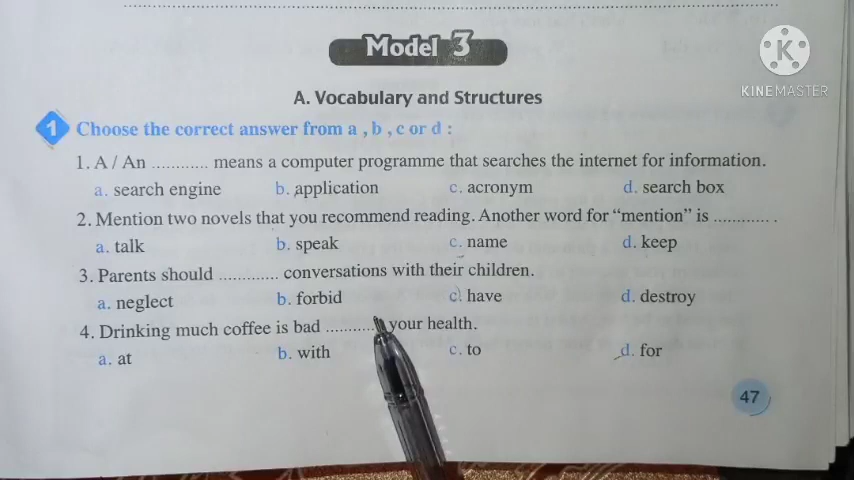 Model 3
K
KINEMASTER
A. Vocabulary and Structures
1 Choose the correct answer from a , b , c or d :
1. A / An ............ means a computer programme that searches the internet for information.
a. search engine b. application c. acronym d. search box
2. Mention two novels that you recommend reading. Another word for “mention” is ............ .
a. talk b. speak c. name d. keep
3. Parents should ............. conversations with their children.
a. neglect b. forbid c. have d. destroy
4. Drinking much coffee is bad ........... your health.
a. at b. with c. to d. for
47